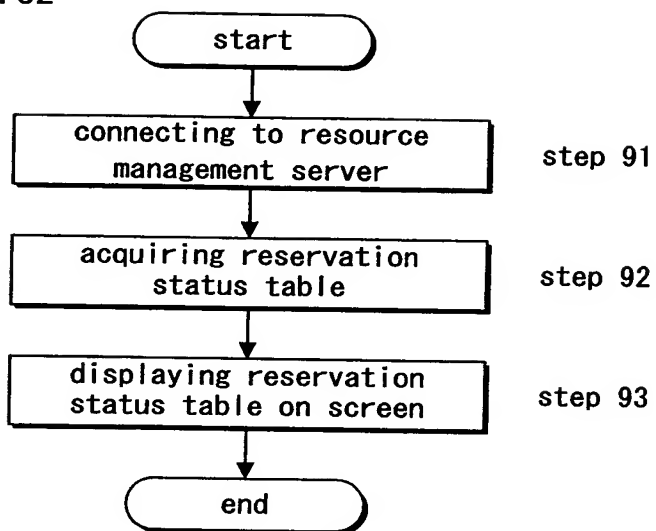 start
connecting to resource
management server
step 91
acquiring reservation
status table
step 92
displaying reservation
status table on screen
step 93
end